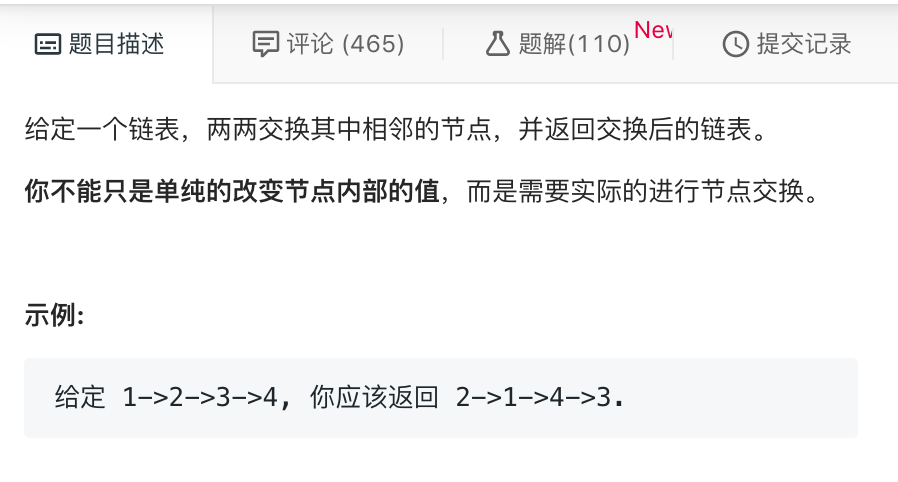 题目描述 评论 (465) 题解(110) New 提交记录
给定一个链表，两两交换其中相邻的节点，并返回交换后的链表。
你不能只是单纯的改变节点内部的值，而是需要实际的进行节点交换。
示例:
给定 1->2->3->4, 你应该返回 2->1->4->3.